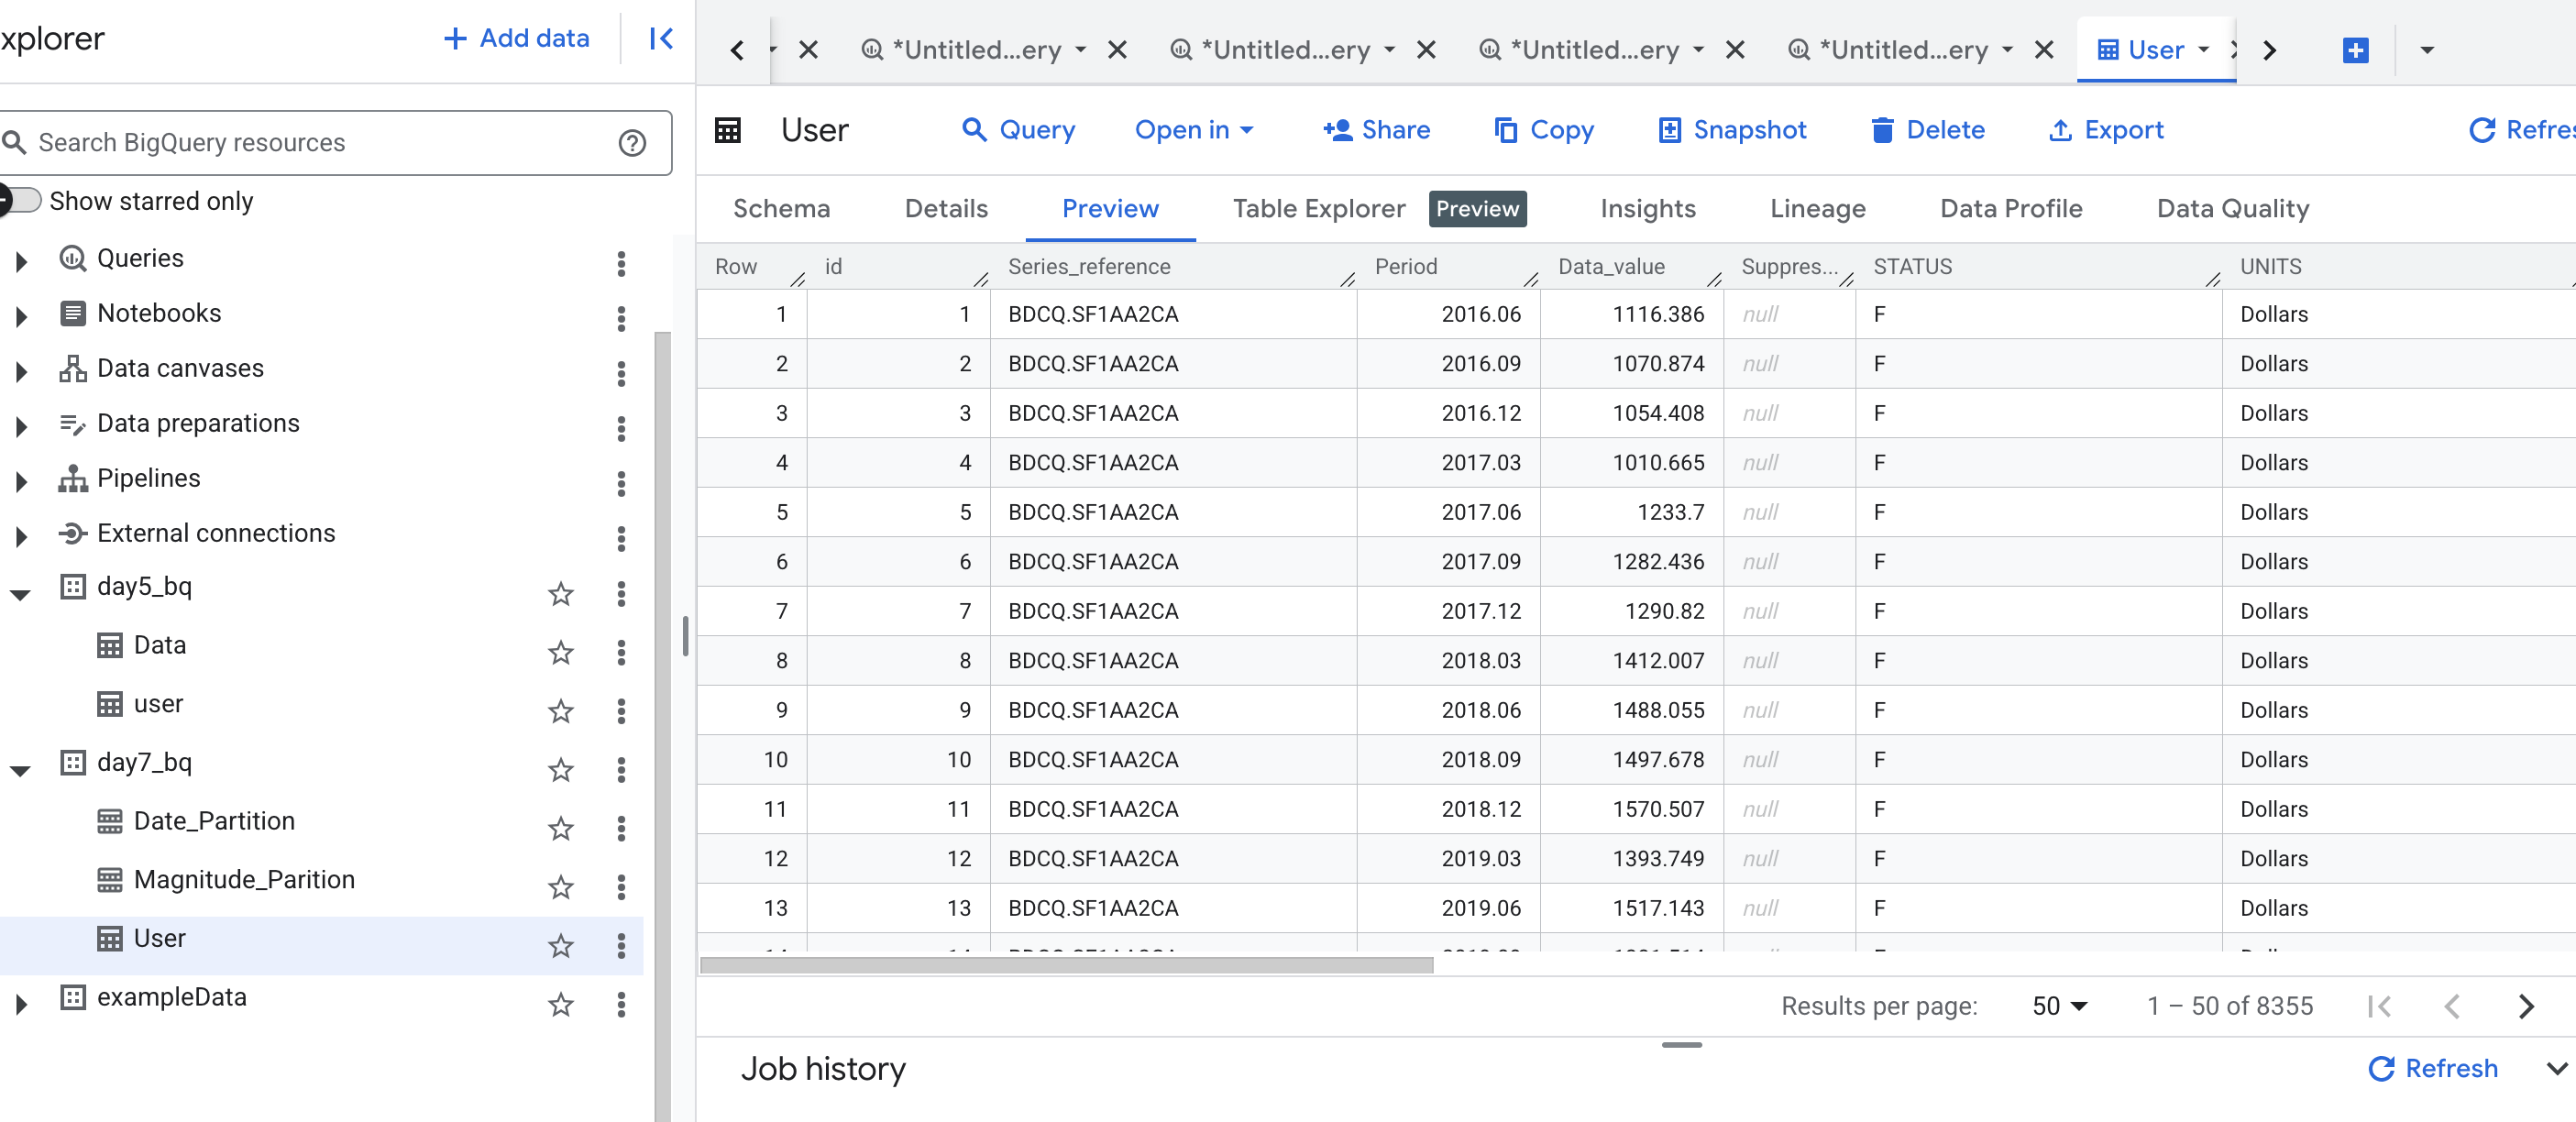 xplorer
Add data
Search BigQuery resources
Show starred only
Queries
Notebooks
Data canvases
Data preparations
Pipelines
External connections
day5_bq
Data
user
day7_bq
Date_Partition
Magnitude_Parition
User
exampleData
*Untitled...ery *Untitled...ery *Untitled...ery *Untitled...ery User
User Query Open in Share Copy Snapshot Delete Export Refre
Schema Details Preview Table Explorer Preview Insights Lineage Data Profile Data Quality
Row id Series_reference Period Data_value Suppres... STATUS UNITS
1 1 BDCQ.SF1AA2CA 2016.06 1116.386 null F Dollars
2 2 BDCQ.SF1AA2CA 2016.09 1070.874 null F Dollars
3 3 BDCQ.SF1AA2CA 2016.12 1054.408 null F Dollars
4 4 BDCQ.SF1AA2CA 2017.03 1010.665 null F Dollars
5 5 BDCQ.SF1AA2CA 2017.06 1233.7 null F Dollars
6 6 BDCQ.SF1AA2CA 2017.09 1282.436 null F Dollars
7 7 BDCQ.SF1AA2CA 2017.12 1290.82 null F Dollars
8 8 BDCQ.SF1AA2CA 2018.03 1412.007 null F Dollars
9 9 BDCQ.SF1AA2CA 2018.06 1488.055 null F Dollars
10 10 BDCQ.SF1AA2CA 2018.09 1497.678 null F Dollars
11 11 BDCQ.SF1AA2CA 2018.12 1570.507 null F Dollars
12 12 BDCQ.SF1AA2CA 2019.03 1393.749 null F Dollars
13 13 BDCQ.SF1AA2CA 2019.06 1517.143 null F Dollars
Results per page: 50 1 – 50 of 8355
Job history Refresh